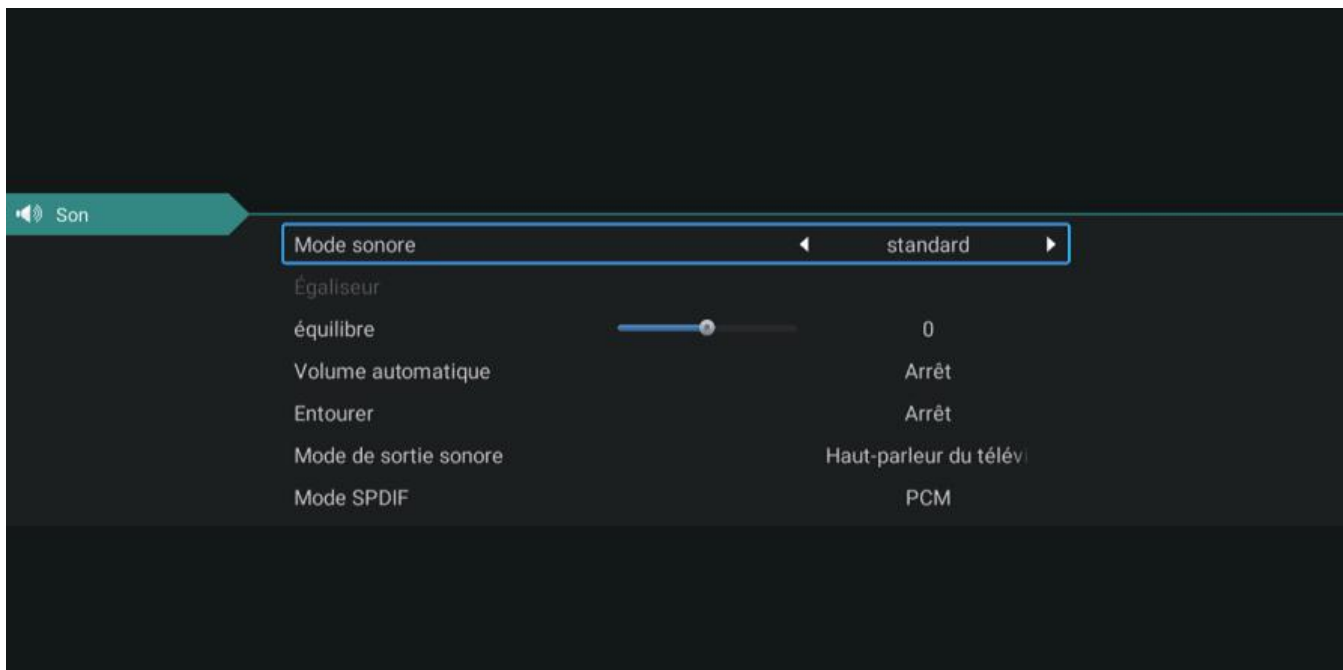 Son
Mode sonore standard
Égaliseur
équilibre 0
Volume automatique Arrêt
Entourer Arrêt
Mode de sortie sonore Haut-parleur du télévi
Mode SPDIF PCM